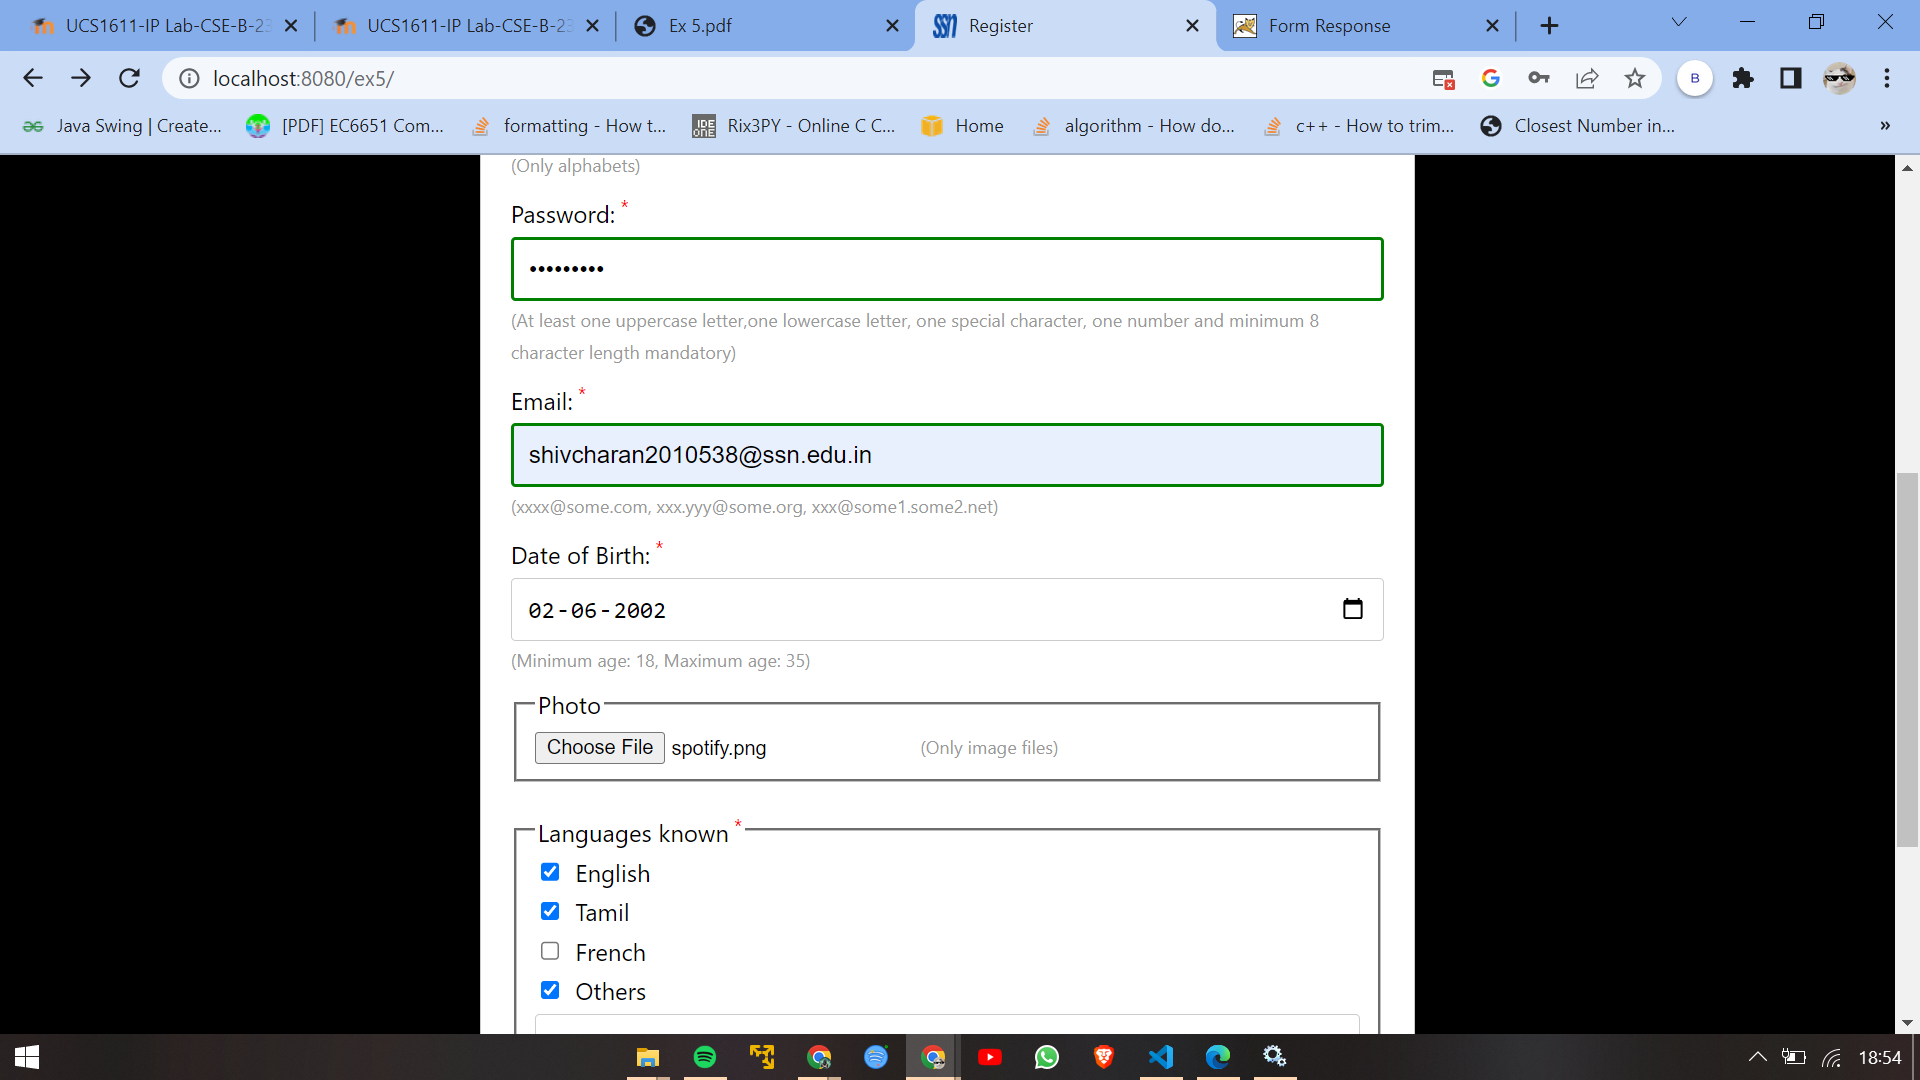 UCS1611-IP Lab-CSE-B-23
UCS1611-IP Lab-CSE-B-23
Ex 5.pdf
ssn
Register
Form Response
localhost:8080/ex5/
B
Java Swing | Create...
[PDF] EC6651 Com...
formatting - How t...
IDE ONE
Rix3PY - Online C C...
Home
algorithm - How do...
c++ - How to trim...
Closest Number in...
»
(Only alphabets)
Password: *
•••••••••
(At least one uppercase letter,one lowercase letter, one special character, one number and minimum 8
character length mandatory)
Email: *
shivcharan2010538@ssn.edu.in
(xxxx@some.com, xxx.yyy@some.org, xxx@some1.some2.net)
Date of Birth: *
02-06-2002
(Minimum age: 18, Maximum age: 35)
Photo
Choose File spotify.png (Only image files)
Languages known *
English
Tamil
French
Others
18:54